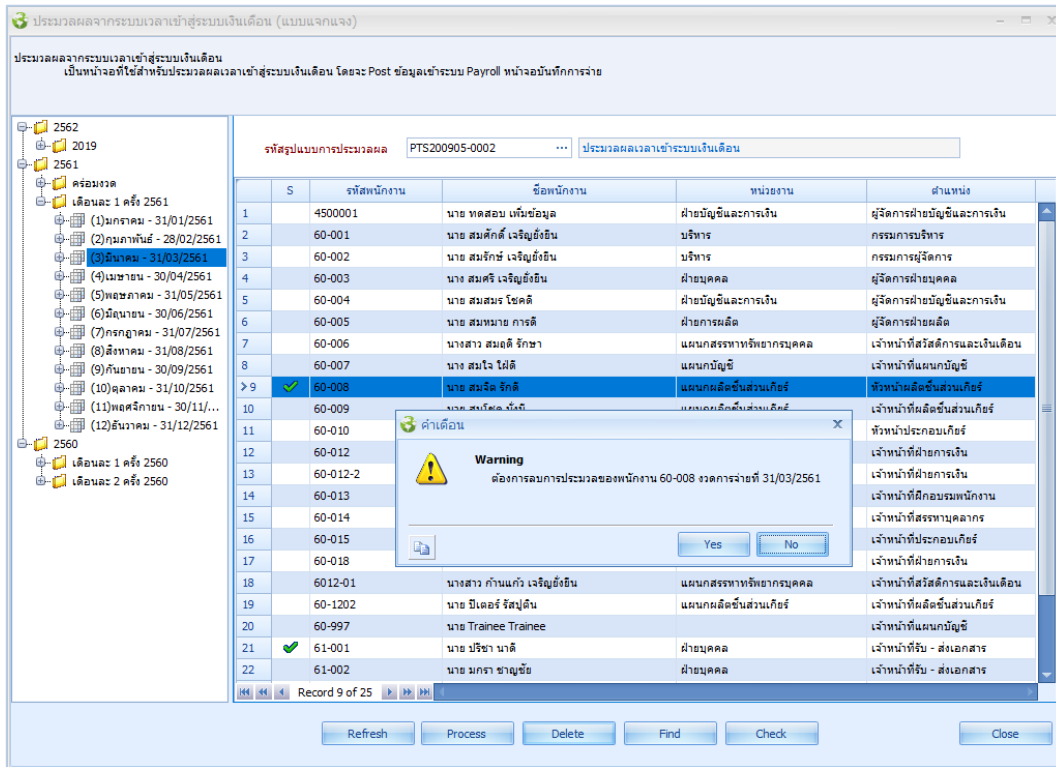 ประมวลผลจากระบบเวลาเข้าสู่ระบบเงินเดือน (แบบแจกแจง)
ประมวลผลจากระบบเวลาเข้าสู่ระบบเงินเดือน
เป็นหน้าจอที่ใช้สำหรับประมวลผลเวลาเข้าสู่ระบบเงินเดือน โดยจะ Post ข้อมูลเข้าระบบ Payroll หน้าจอบันทึกการจ่าย
2562
2019
2561
คร่อมงวด
เดือนละ 1 ครั้ง 2561
(1)มกราคม - 31/01/2561
(2)กุมภาพันธ์ - 28/02/2561
(3)มีนาคม - 31/03/2561
(4)เมษายน - 30/04/2561
(5)พฤษภาคม - 31/05/2561
(6)มิถุนายน - 30/06/2561
(7)กรกฎาคม - 31/07/2561
(8)สิงหาคม - 31/08/2561
(9)กันยายน - 30/09/2561
(10)ตุลาคม - 31/10/2561
(11)พฤศจิกายน - 30/11/...
(12)ธันวาคม - 31/12/2561
2560
เดือนละ 1 ครั้ง 2560
เดือนละ 2 ครั้ง 2560
รหัสรูปแบบการประมวลผล PTS200905-0002 ... ประมวลผลเวลาเข้าระบบเงินเดือน
S รหัสพนักงาน ชื่อพนักงาน หน่วยงาน ตำแหน่ง
1 4500001 นาย ทดสอบ เพิ่มข้อมูล ฝ่ายบัญชีและการเงิน ผู้จัดการฝ่ายบัญชีและการเงิน
2 60-001 นาย สมศักดิ์ เจริญยั่งยืน บริหาร กรรมการบริหาร
3 60-002 นาย สมรักษ์ เจริญยั่งยืน บริหาร กรรมการผู้จัดการ
4 60-003 นาง สมศรี เจริญยั่งยืน ฝ่ายบุคคล ผู้จัดการฝ่ายบุคคล
5 60-004 นาย สมสมร โชคดี ฝ่ายบัญชีและการเงิน ผู้จัดการฝ่ายบัญชีและการเงิน
6 60-005 นาย สมหมาย การดี ฝ่ายการผลิต ผู้จัดการฝ่ายผลิต
7 60-006 นางสาว สมฤดี รักษา แผนกสรรหาทรัพยากรบุคคล เจ้าหน้าที่สวัสดิการและเงินเดือน
8 60-007 นาง สมใจ ใฝ่ดี แผนกบัญชี เจ้าหน้าที่แผนกบัญชี
9 60-008 นาย สมจิต รักดี แผนกผลิตชิ้นส่วนเกียร์ หัวหน้าผลิตชิ้นส่วนเกียร์
10 60-009 นาย สมโชค มั่งมี แผนกผลิตชิ้นส่วนเกียร์ เจ้าหน้าที่ผลิตชิ้นส่วนเกียร์
11 60-010 หัวหน้าประกอบเกียร์
12 60-012 เจ้าหน้าที่ฝ่ายการเงิน
13 60-012-2 เจ้าหน้าที่ฝ่ายการเงิน
14 60-013 เจ้าหน้าที่ฝึกอบรมพนักงาน
15 60-014 เจ้าหน้าที่สรรหาบุคลากร
16 60-015 เจ้าหน้าที่ประกอบเกียร์
17 60-018 เจ้าหน้าที่ฝ่ายการเงิน
18 6012-01 นางสาว ก้านแก้ว เจริญยั่งยืน แผนกสรรหาทรัพยากรบุคคล เจ้าหน้าที่สวัสดิการและเงินเดือน
19 60-1202 นาย ปีเตอร์ รัสปูติน แผนกผลิตชิ้นส่วนเกียร์ เจ้าหน้าที่ผลิตชิ้นส่วนเกียร์
20 60-997 นาย Trainee Trainee เจ้าหน้าที่แผนกบัญชี
21 61-001 นาย ปรีชา นาดี ฝ่ายบุคคล เจ้าหน้าที่รับ - ส่งเอกสาร
22 61-002 นาย มกรา ชาญชัย ฝ่ายบุคคล เจ้าหน้าที่รับ - ส่งเอกสาร
Record 9 of 25
คำเตือน
Warning
ต้องการลบการประมวลของพนักงาน 60-008 งวดการจ่ายที่ 31/03/2561
Yes No
Refresh Process Delete Find Check Close